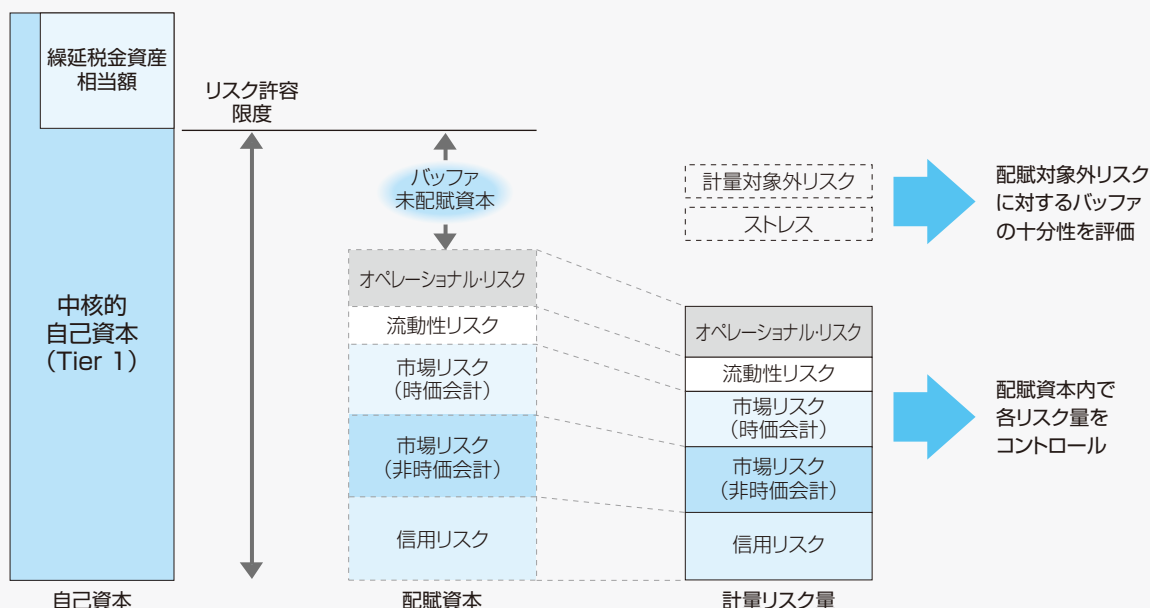 繰延税金資産
相当額
中核的
自己資本
（Tier 1）
自己資本
リスク許容
限度
バッファ
未配賦資本
オペレーショナル・リスク
流動性リスク
市場リスク
（時価会計）
市場リスク
（非時価会計）
信用リスク
配賦資本
計量対象外リスク
ストレス
オペレーショナル・リスク
流動性リスク
市場リスク
（時価会計）
市場リスク
（非時価会計）
信用リスク
計量リスク量
配賦対象外リスク
に対するバッファ
の十分性を評価
配賦資本内で
各リスク量を
コントロール